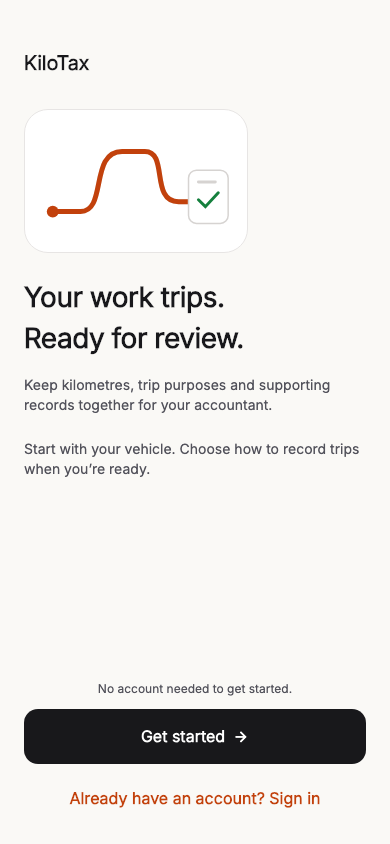 KiloTax
Your work trips.
Ready for review.
Keep kilometres, trip purposes and supporting
records together for your accountant.
Start with your vehicle. Choose how to record trips
when you’re ready.
No account needed to get started.
Get started →
Already have an account? Sign in